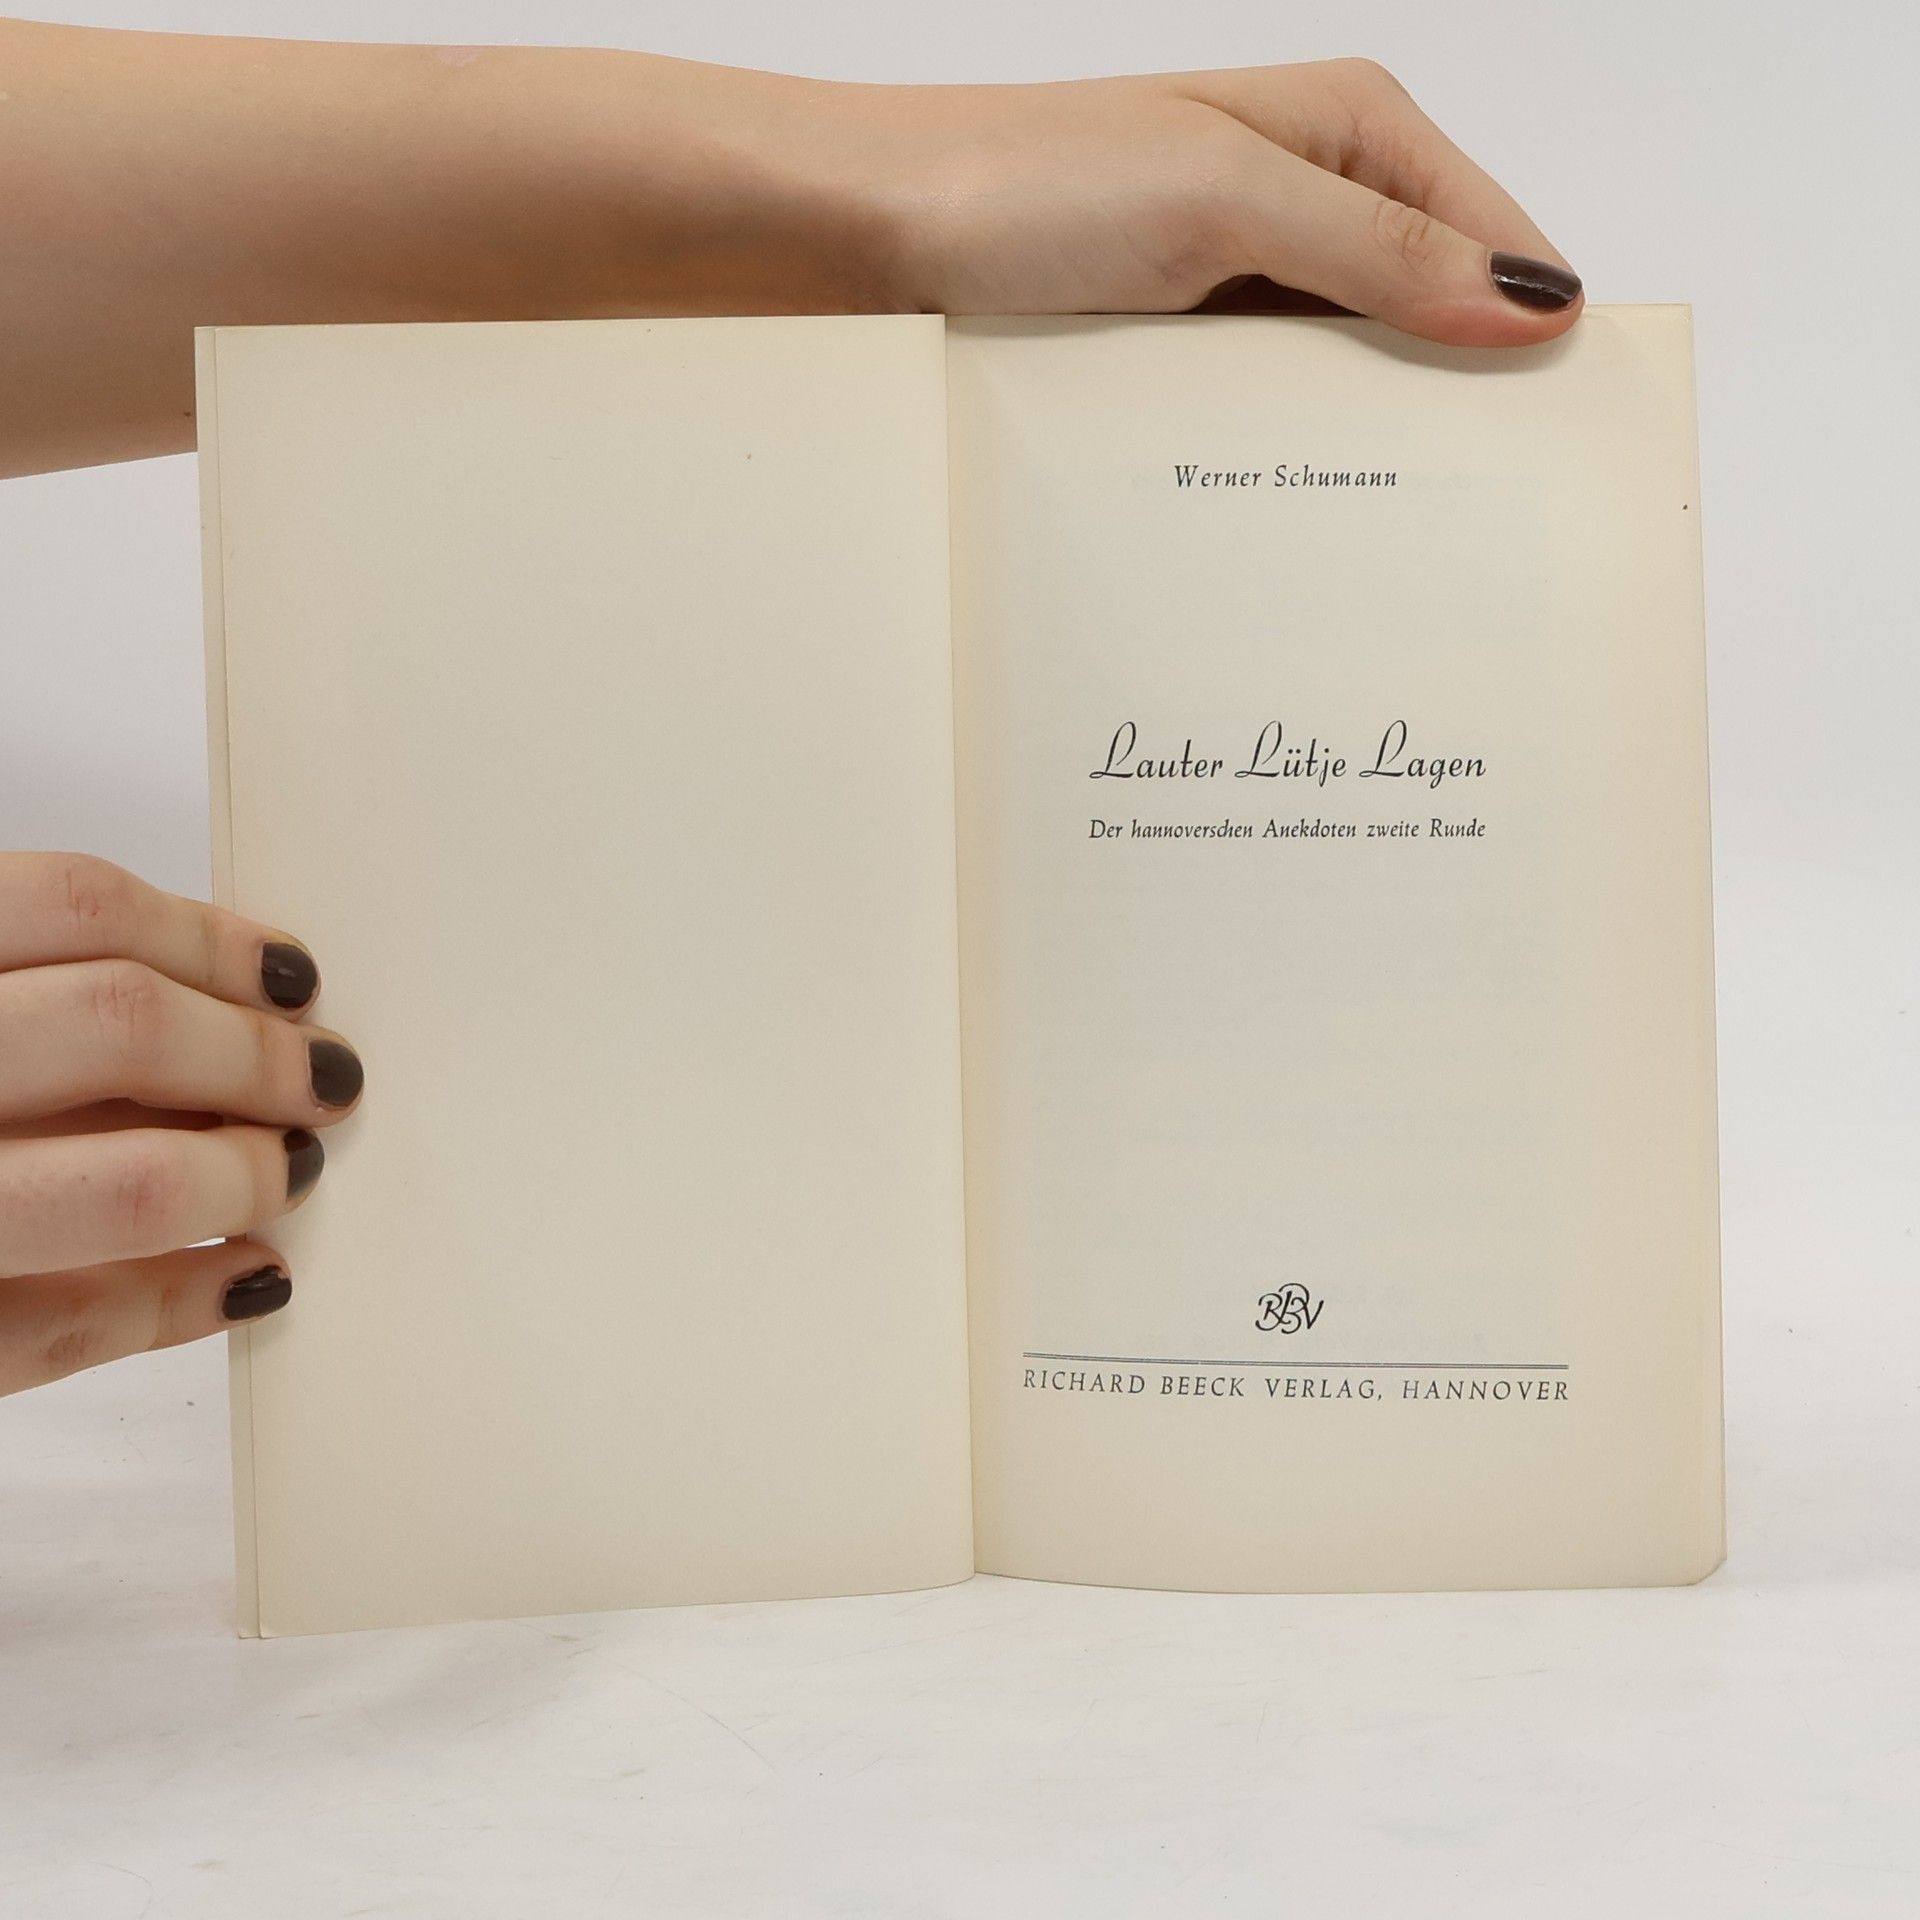 Werner Schumann
Lauter Lütje Lagen
Der hannoverschen Anekdoten zweite Runde
RBV
RICHARD BEECK VERLAG, HANNOVER